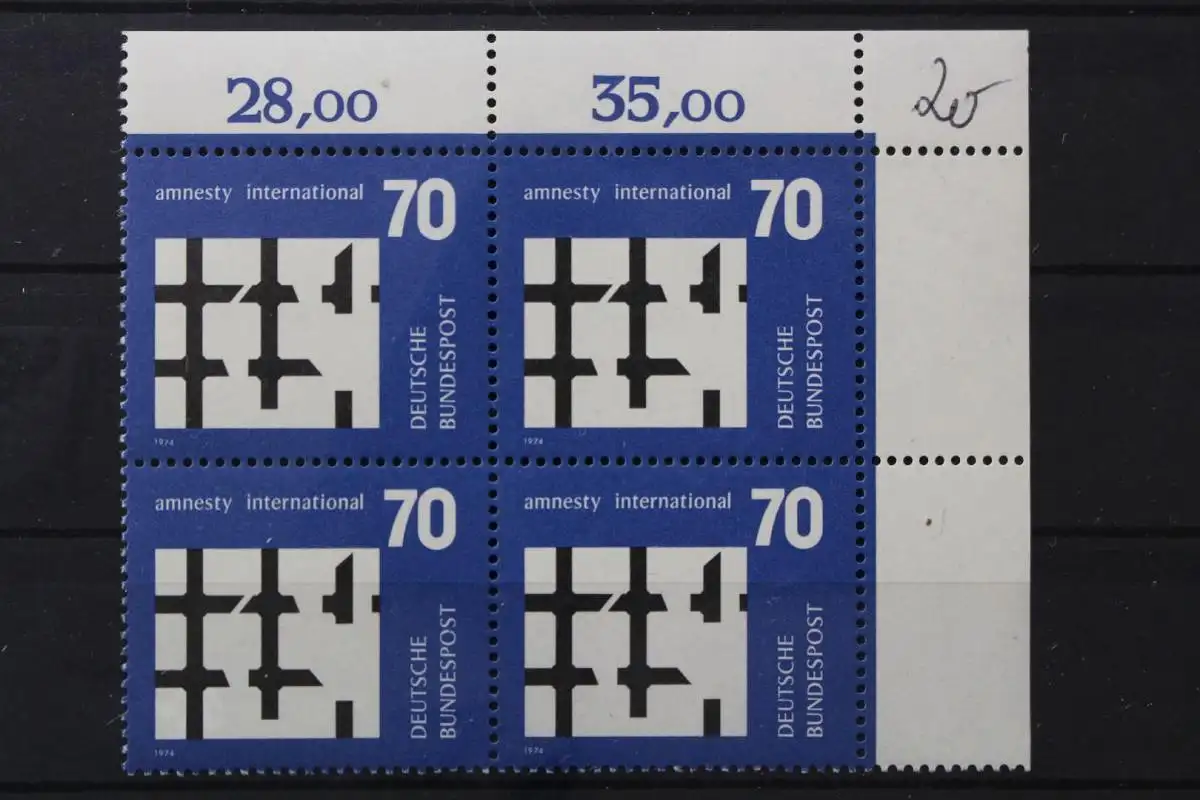 28,00 35,00
amnesty international 70
DEUTSCHE
BUNDESPOST
1974
amnesty international 70
DEUTSCHE
BUNDESPOST
1974
amnesty international 70
DEUTSCHE
BUNDESPOST
1974
amnesty international 70
DEUTSCHE
BUNDESPOST
1974